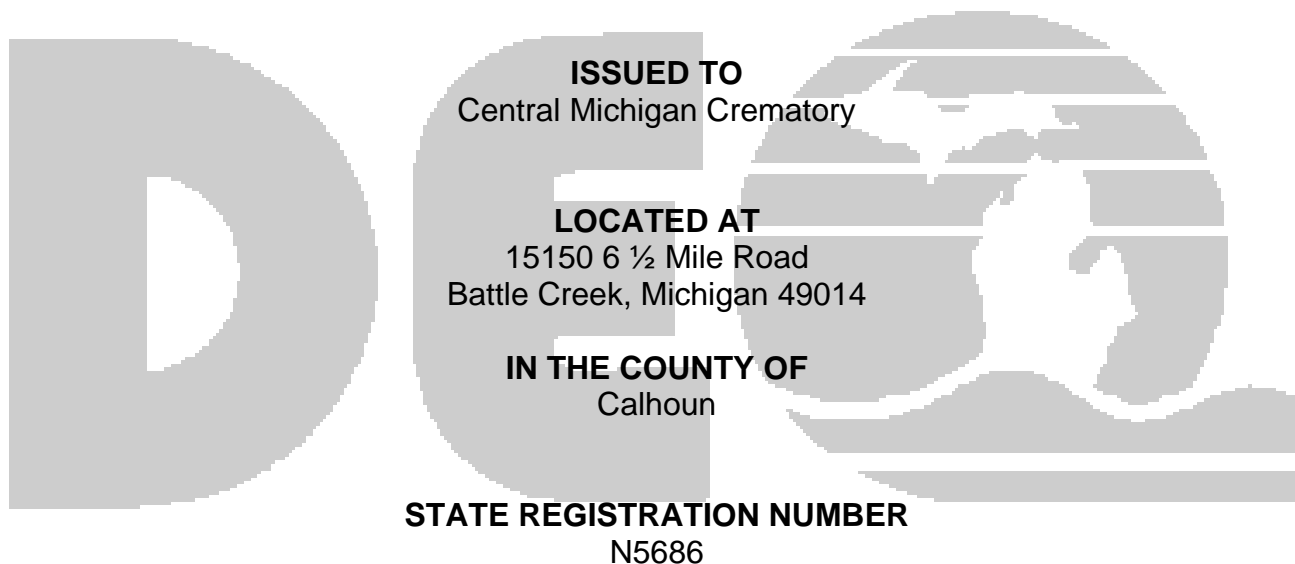 DEQ
ISSUED TO
Central Michigan Crematory
LOCATED AT
15150 6 ½ Mile Road
Battle Creek, Michigan 49014
IN THE COUNTY OF
Calhoun
STATE REGISTRATION NUMBER
N5686